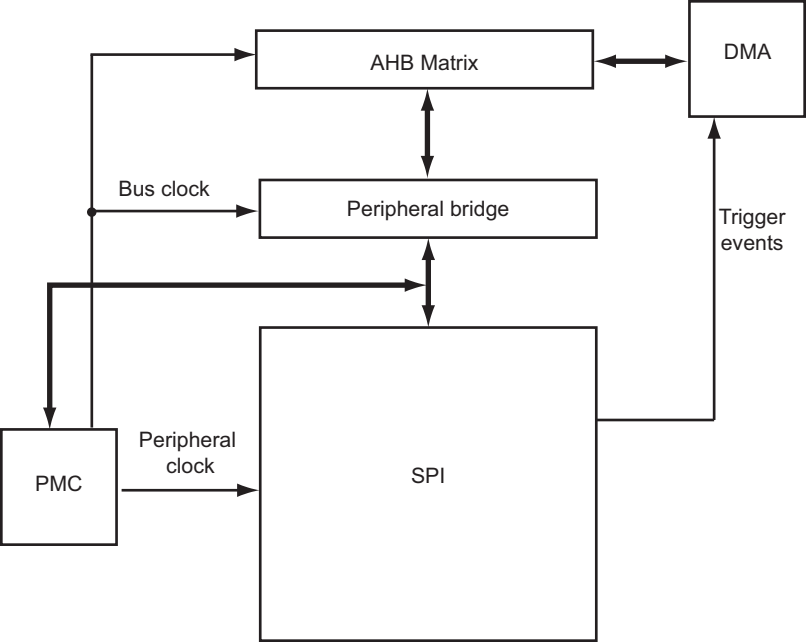 DMA
AHB Matrix
Bus clock
Peripheral bridge
Trigger
events
Peripheral
clock
SPI
PMC